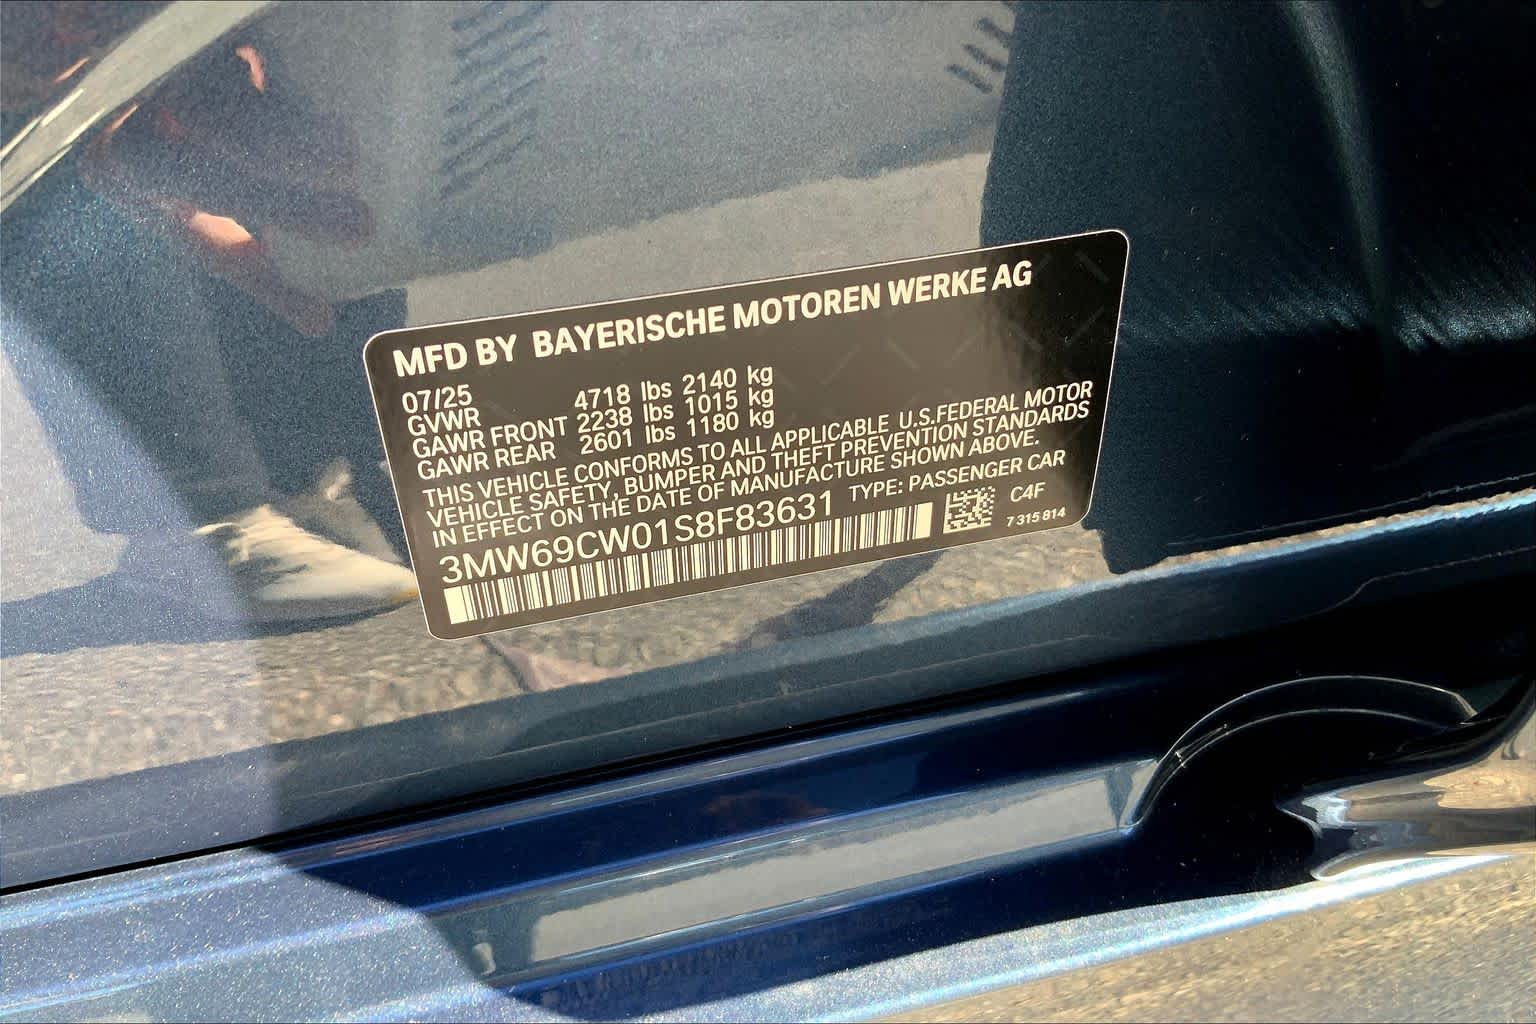 MFD BY BAYERISCHE MOTOREN WERKE AG
07/25
GVWR 4718 lbs 2140 kg
GAWR FRONT 2238 lbs 1015 kg
GAWR REAR 2601 lbs 1180 kg
THIS VEHICLE CONFORMS TO ALL APPLICABLE U.S.FEDERAL MOTOR
VEHICLE SAFETY, BUMPER AND THEFT PREVENTION STANDARDS
IN EFFECT ON THE DATE OF MANUFACTURE SHOWN ABOVE.
3MW69CW01S8F83631 TYPE: PASSENGER CAR
C4F
7 315 814